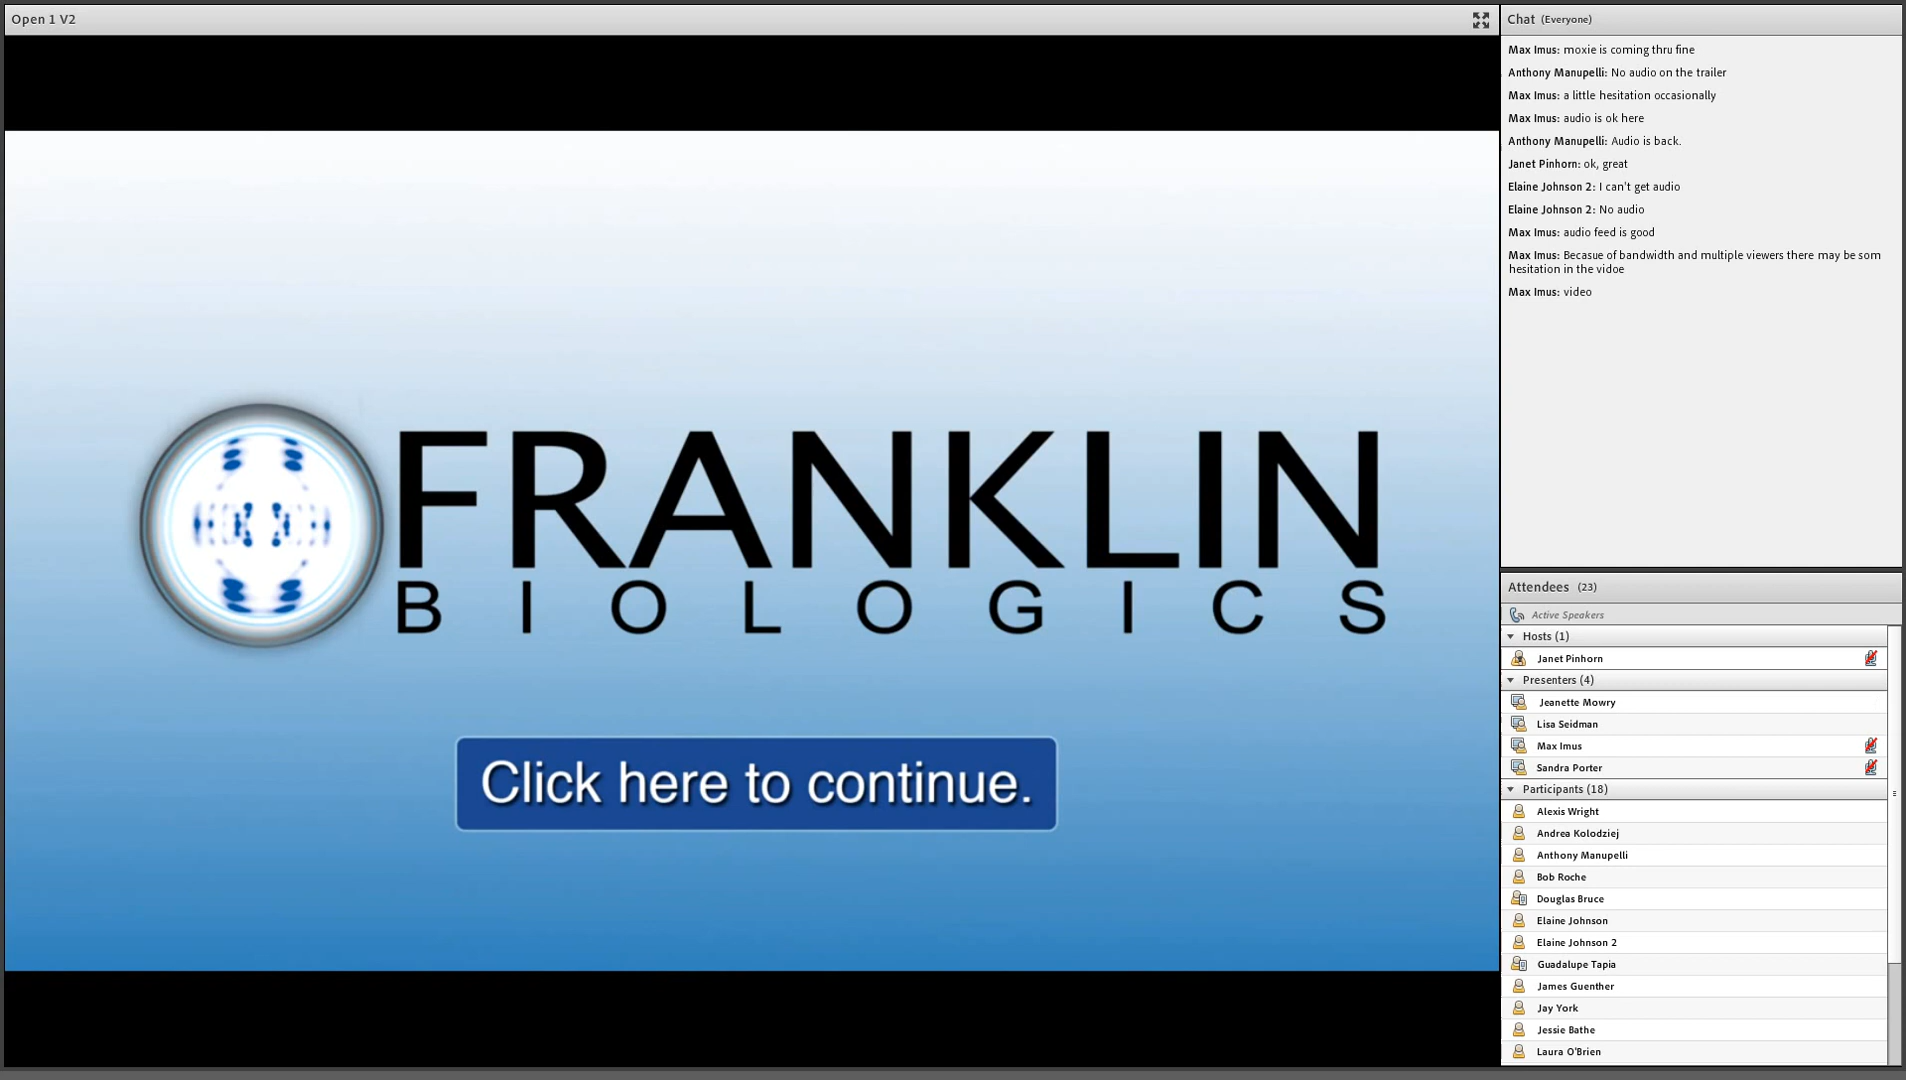 Open 1 V2
FRANKLIN
BIOLOGICS
Click here to continue.
Chat (Everyone)
Max Imus: moxie is coming thru fine
Anthony Manupelli: No audio on the trailer
Max Imus: a little hesitation occasionally
Max Imus: audio is ok here
Anthony Manupelli: Audio is back.
Janet Pinhorn: ok, great
Elaine Johnson 2: I can't get audio
Elaine Johnson 2: No audio
Max Imus: audio feed is good
Max Imus: Becasue of bandwidth and multiple viewers there may be som
hesitation in the vidoe
Max Imus: video
Attendees (23)
Active Speakers
Hosts (1)
Janet Pinhorn
Presenters (4)
Jeanette Mowry
Lisa Seidman
Max Imus
Sandra Porter
Participants (18)
Alexis Wright
Andrea Kolodziej
Anthony Manupelli
Bob Roche
Douglas Bruce
Elaine Johnson
Elaine Johnson 2
Guadalupe Tapia
James Guenther
Jay York
Jessie Bathe
Laura O'Brien